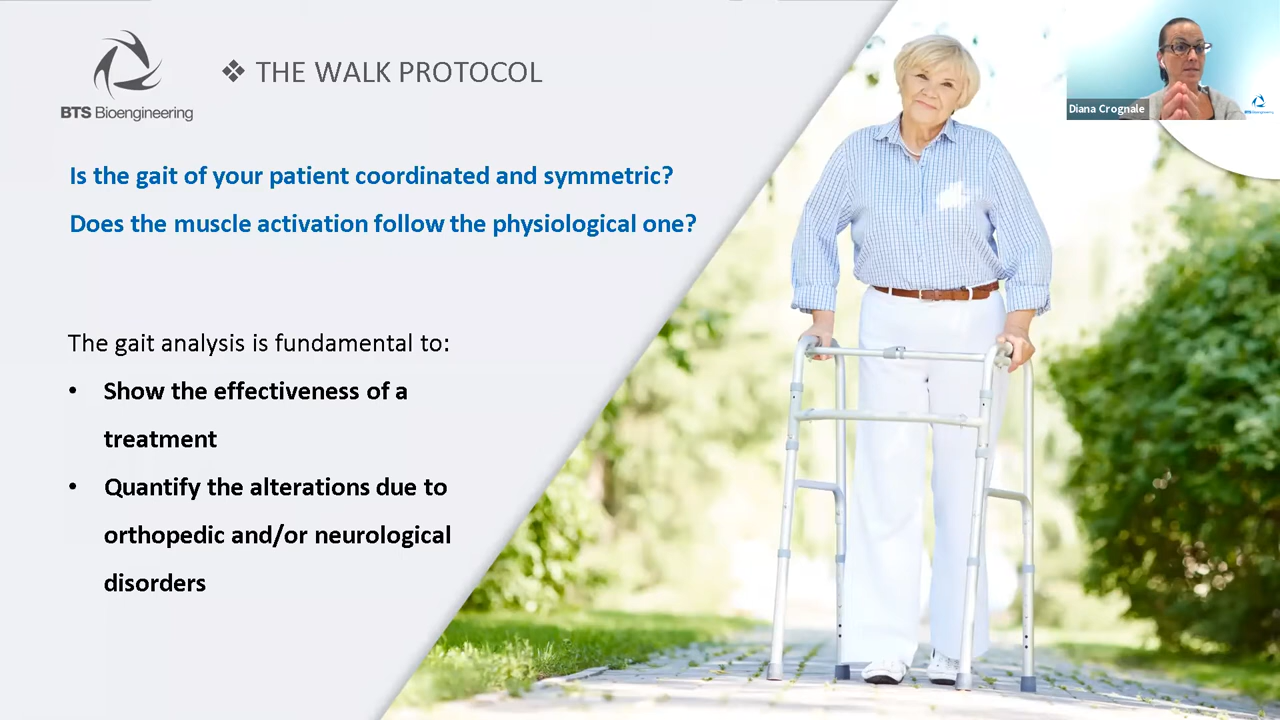 BTS Bioengineering
❖ THE WALK PROTOCOL
Diana Crognale
Is the gait of your patient coordinated and symmetric?
Does the muscle activation follow the physiological one?
The gait analysis is fundamental to:
• Show the effectiveness of a
treatment
• Quantify the alterations due to
orthopedic and/or neurological
disorders